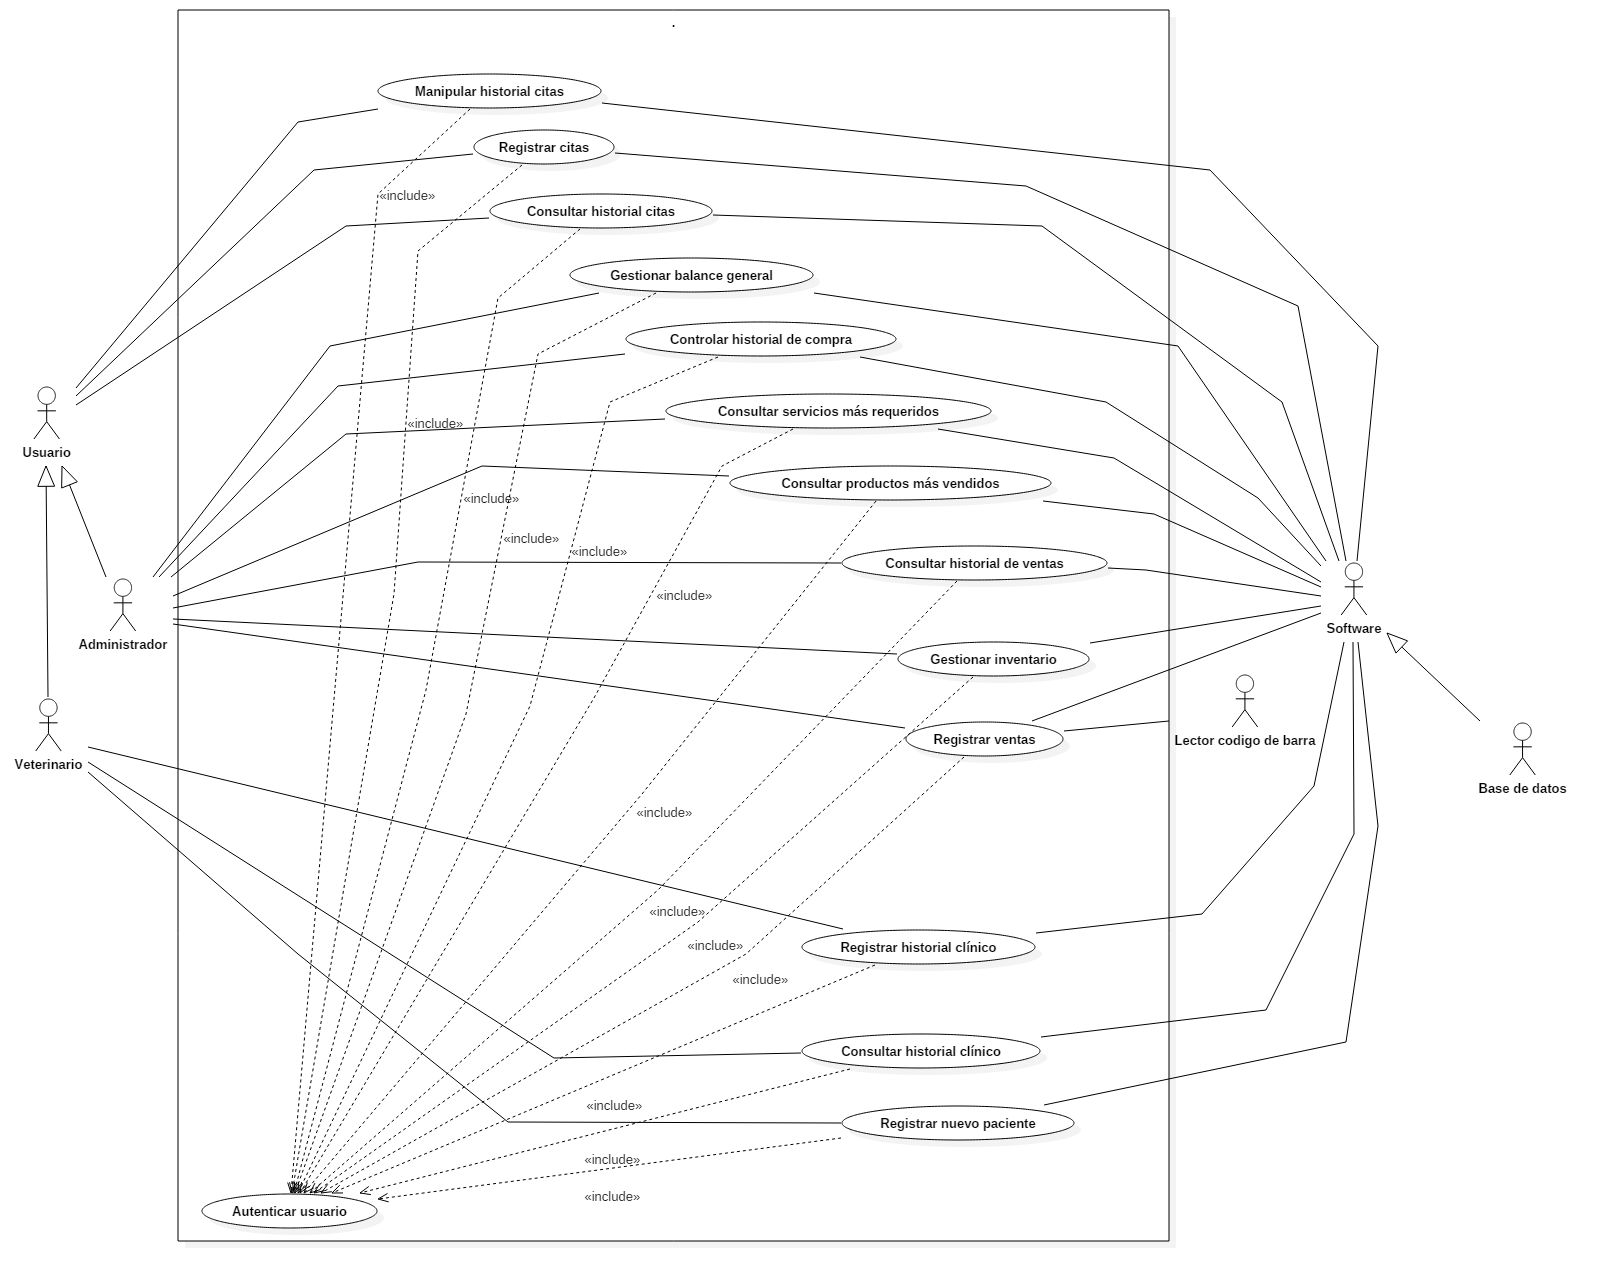 .
Manipular historial citas
Registrar citas
«include»
Consultar historial citas
Gestionar balance general
Controlar historial de compra
Consultar servicios más requeridos
«include»
Usuario
Consultar productos más vendidos
«include»
«include»
«include»
Consultar historial de ventas
«include»
Software
Administrador
Gestionar inventario
Registrar ventas
Lector codigo de barra
Veterinario
Base de datos
«include»
«include»
«include»
Registrar historial clínico
«include»
Consultar historial clínico
«include»
Registrar nuevo paciente
«include»
«include»
Autenticar usuario